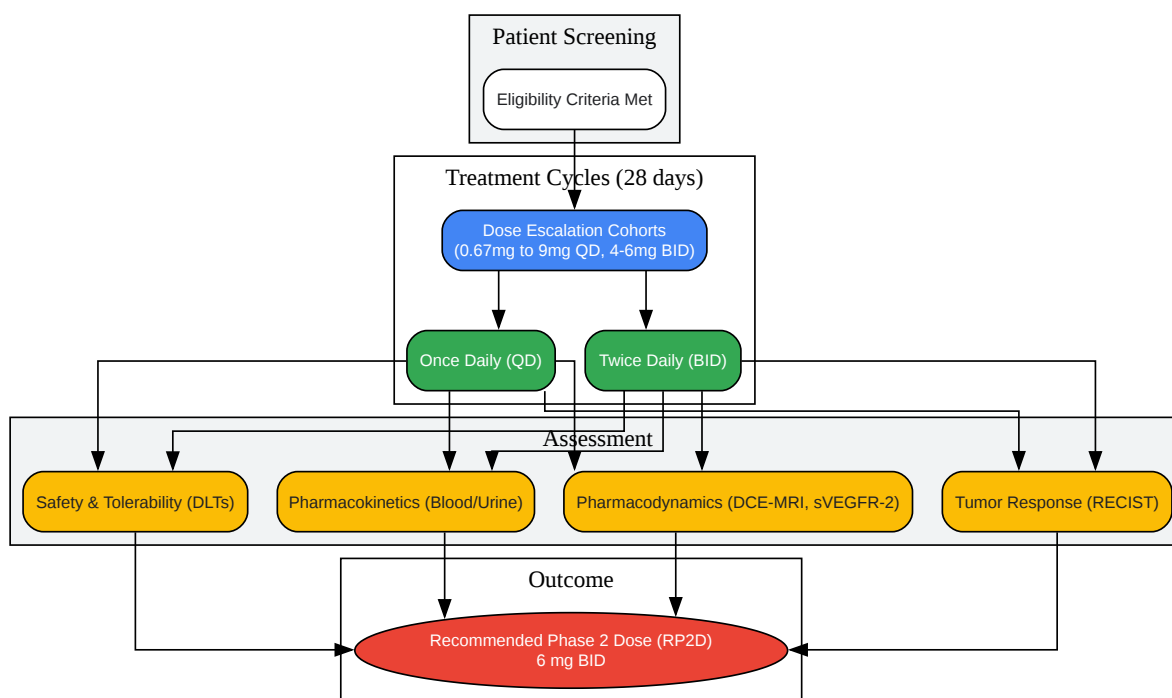 Patient Screening
Eligibility Criteria Met
Treatment Cycles (28 days)
Dose Escalation Cohorts
(0.67mg to 9mg QD, 4-6mg BID)
Once Daily (QD)
Twice Daily (BID)
Assessment
Safety & Tolerability (DLTs)
Pharmacokinetics (Blood/Urine)
Pharmacodynamics (DCE-MRI, sVEGFR-2)
Tumor Response (RECIST)
Outcome
Recommended Phase 2 Dose (RP2D)
6 mg BID